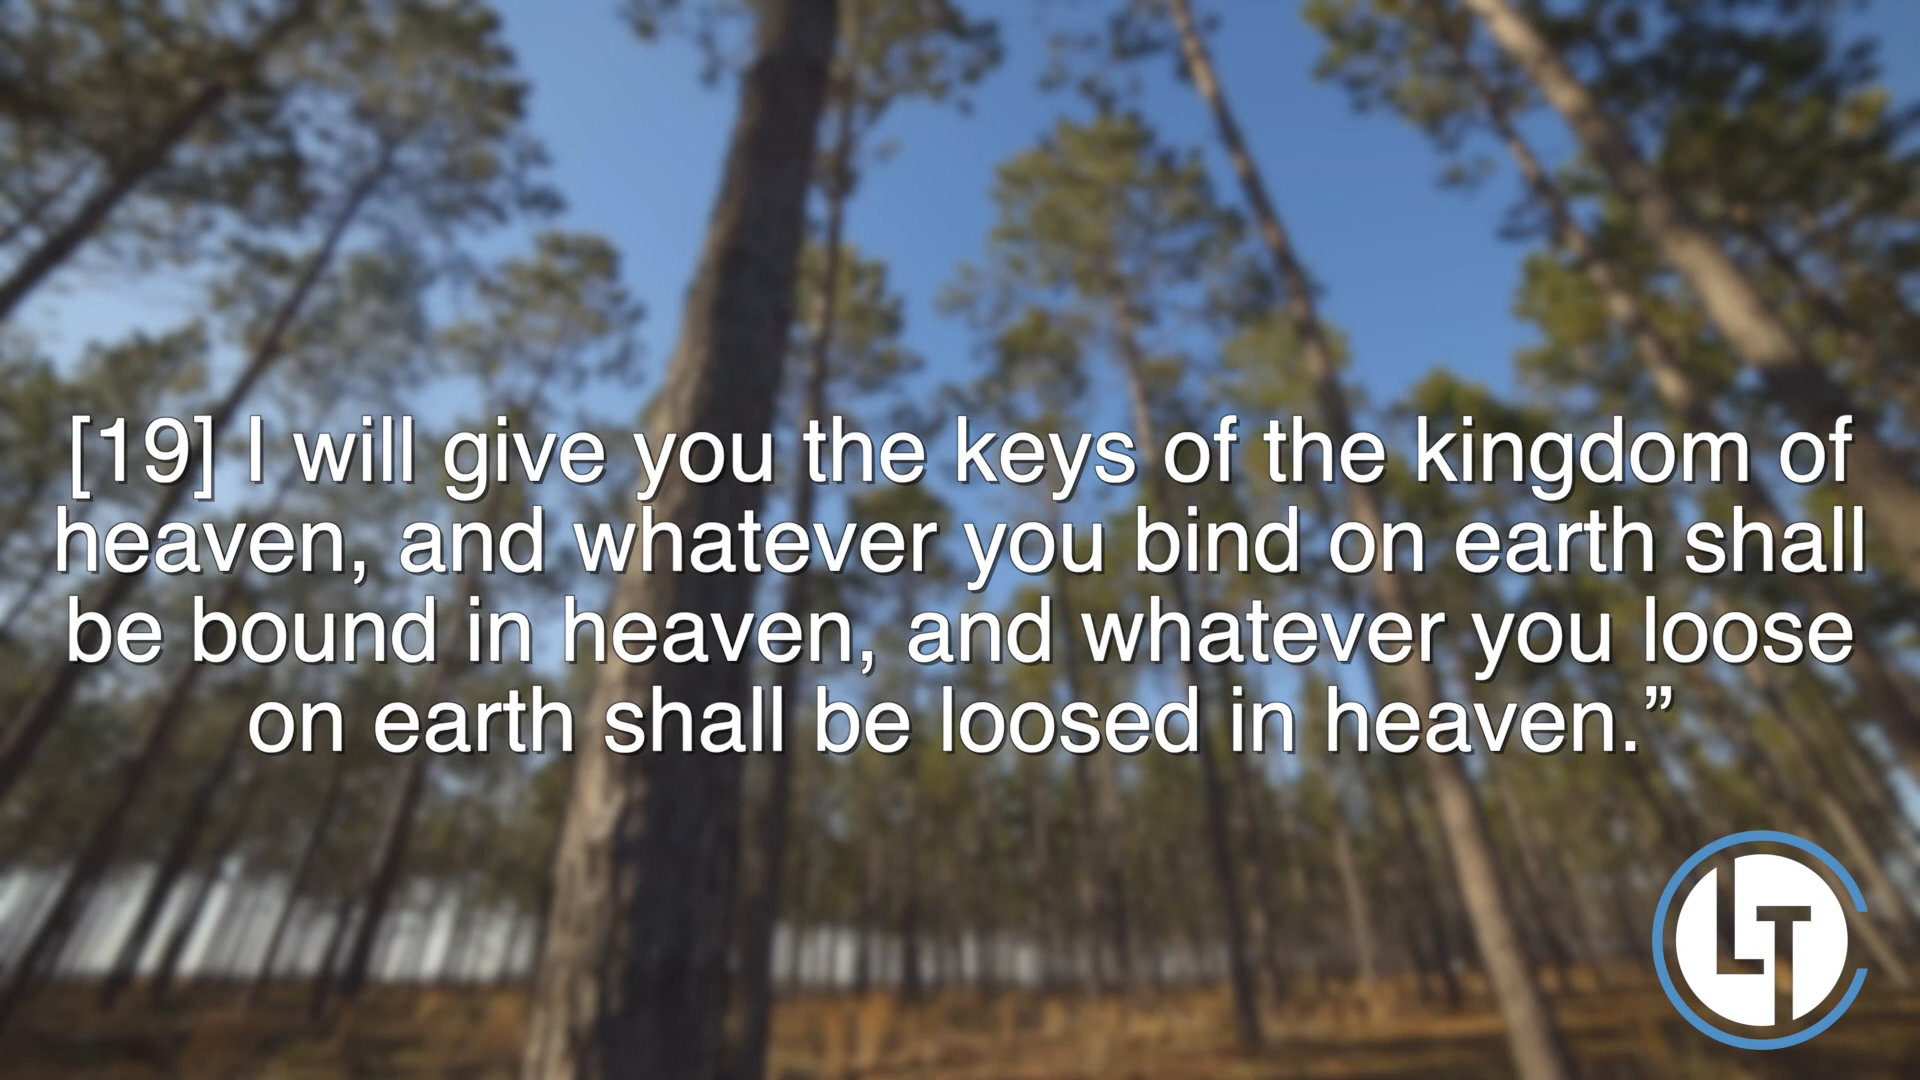 [19] I will give you the keys of the kingdom of
heaven, and whatever you bind on earth shall
be bound in heaven, and whatever you loose
on earth shall be loosed in heaven.”
LT